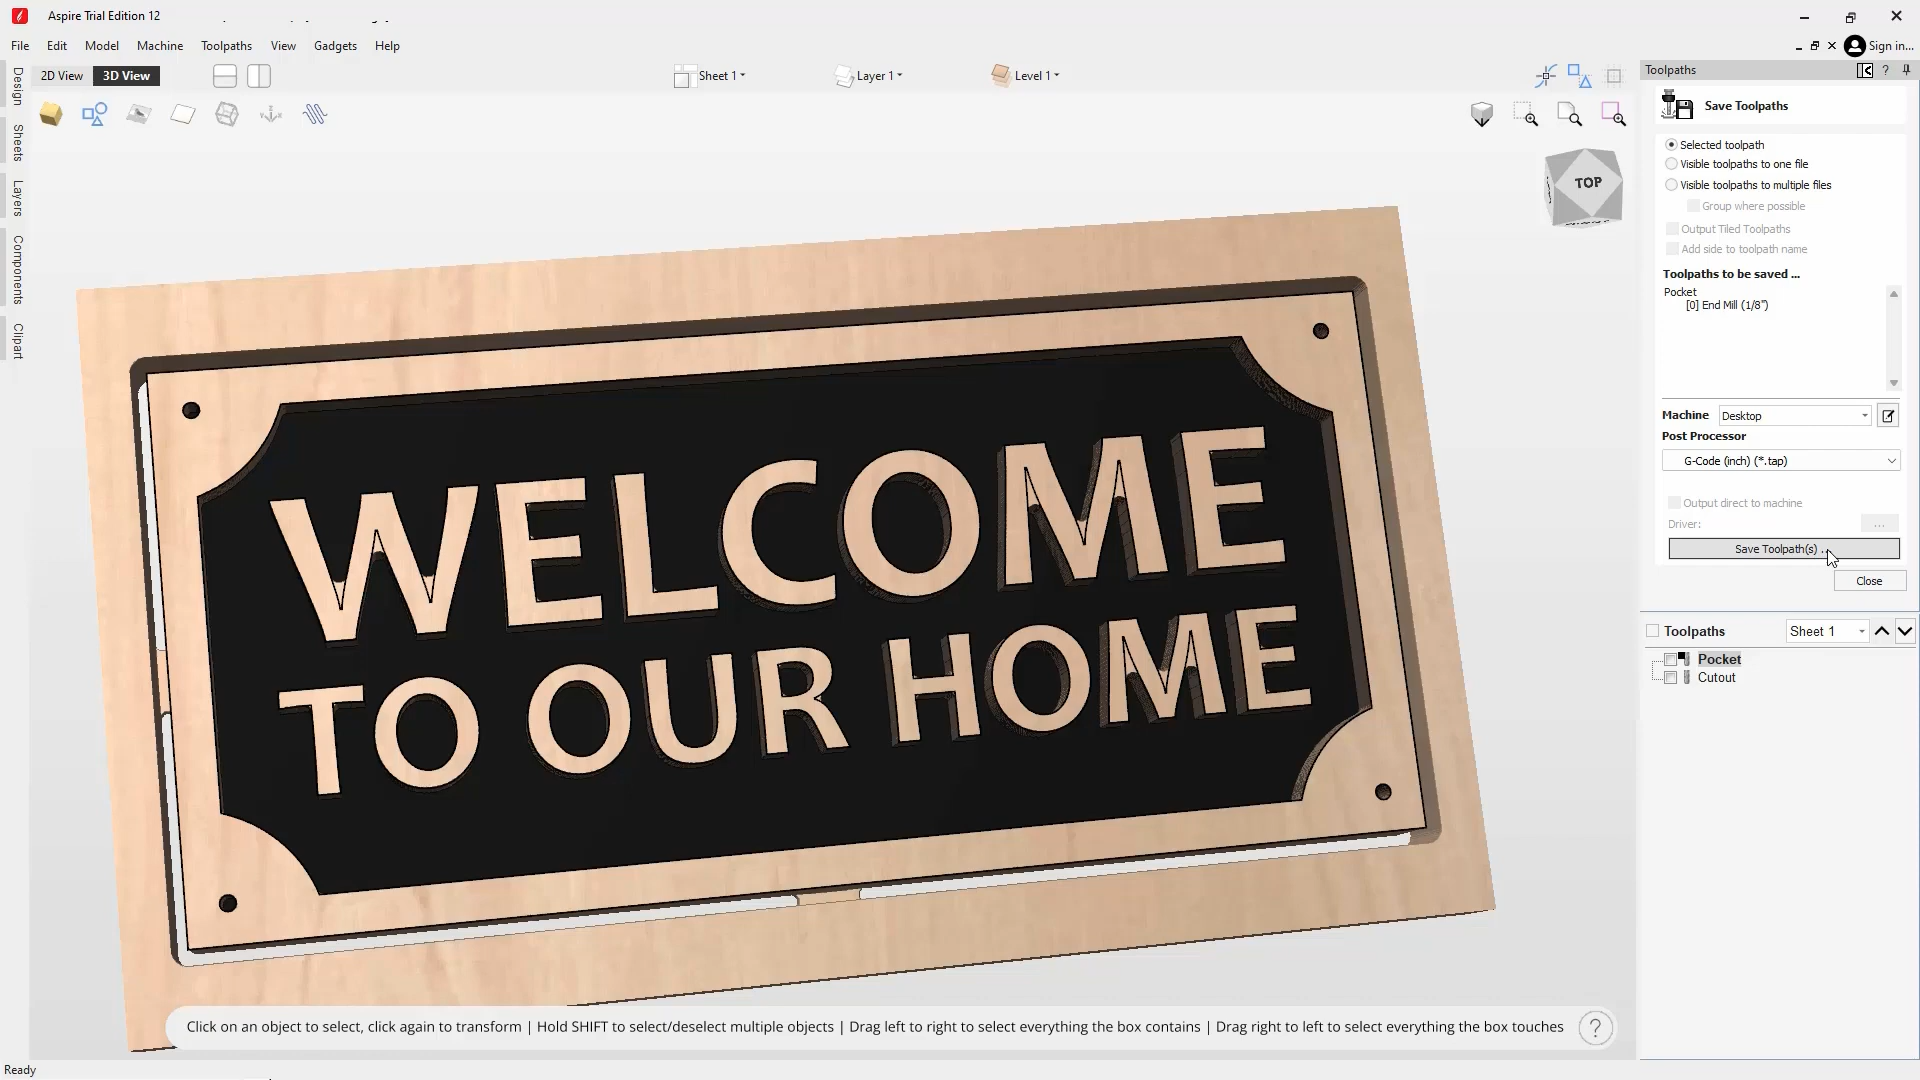 Aspire Trial Edition 12
File Edit Model Machine Toolpaths View Gadgets Help
Sign in...
2D View 3D View
Sheet 1
Layer 1
Level 1
Design
Sheets
Layers
Components
Clipart
TOP
WELCOME
TO OUR HOME
Click on an object to select, click again to transform | Hold SHIFT to select/deselect multiple objects | Drag left to right to select everything the box contains | Drag right to left to select everything the box touches
?
Ready
Toolpaths
?
Save Toolpaths
Selected toolpath
Visible toolpaths to one file
Visible toolpaths to multiple files
Group where possible
Output Tiled Toolpaths
Add side to toolpath name
Toolpaths to be saved ...
Pocket
[0] End Mill (1/8")
Machine Desktop
Post Processor
G-Code (inch) (*.tap)
Output direct to machine
Driver: ...
Save Toolpath(s) ...
Close
Toolpaths Sheet 1
Pocket
Cutout